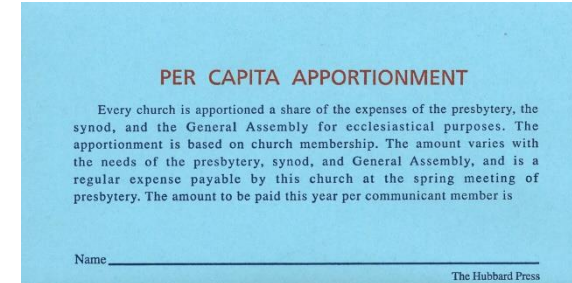 PER CAPITA APPORTIONMENT
Every church is apportioned a share of the expenses of the presbytery, the
synod, and the General Assembly for ecclesiastical purposes. The
apportionment is based on church membership. The amount varies with
the needs of the presbytery, synod, and General Assembly, and is a
regular expense payable by this church at the spring meeting of
presbytery. The amount to be paid this year per communicant member is
Name
The Hubbard Press